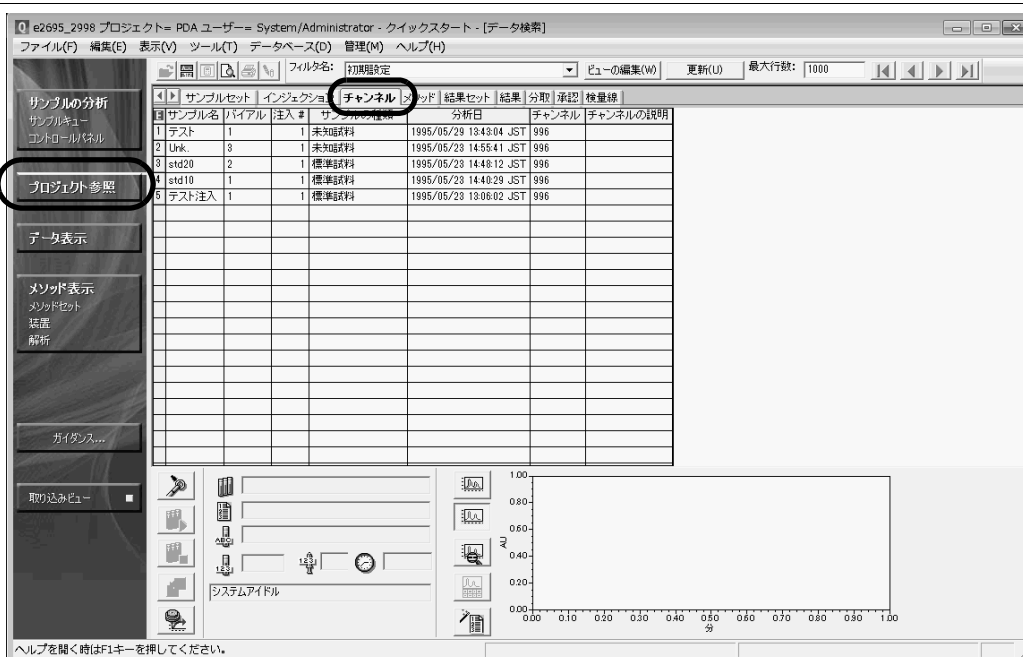 e2695_2998 プロジェクト= PDA ユーザー= System/Administrator - クイックスタート - [データ検索]
ファイル(F) 編集(E) 表示(V) ツール(T) データベース(D) 管理(M) ヘルプ(H)
フィルタ名: 初期設定 ビューの編集(W) 更新(U) 最大行数: 1000
サンプルセット インジェクション チャンネル メソッド 結果セット 結果 分取 承認 検量線
サンプル名 バイアル 注入 # サンプルの種類 分析日 チャンネル チャンネルの説明
1 テスト 1 1 未知試料 1995/05/29 13:43:04 JST 996
2 Unk. 3 1 未知試料 1995/05/23 14:55:41 JST 996
3 std20 2 1 標準試料 1995/05/23 14:48:12 JST 996
4 std10 1 1 標準試料 1995/05/23 14:40:29 JST 996
5 テスト注入 1 1 標準試料 1995/05/23 13:06:02 JST 996
サンプルの分析
サンプルキュー
コントロールパネル
プロジェクト参照
データ表示
メソッド表示
メソッドセット
装置
解析
ガイダンス...
取り込みビュー
システムアイドル
1.00
0.80
0.60
AU
0.40
0.20
0.00
0.00 0.10 0.20 0.30 0.40 0.50 0.60 0.70 0.80 0.90 1.00
分
ヘルプを開く時はF1キーを押してください。